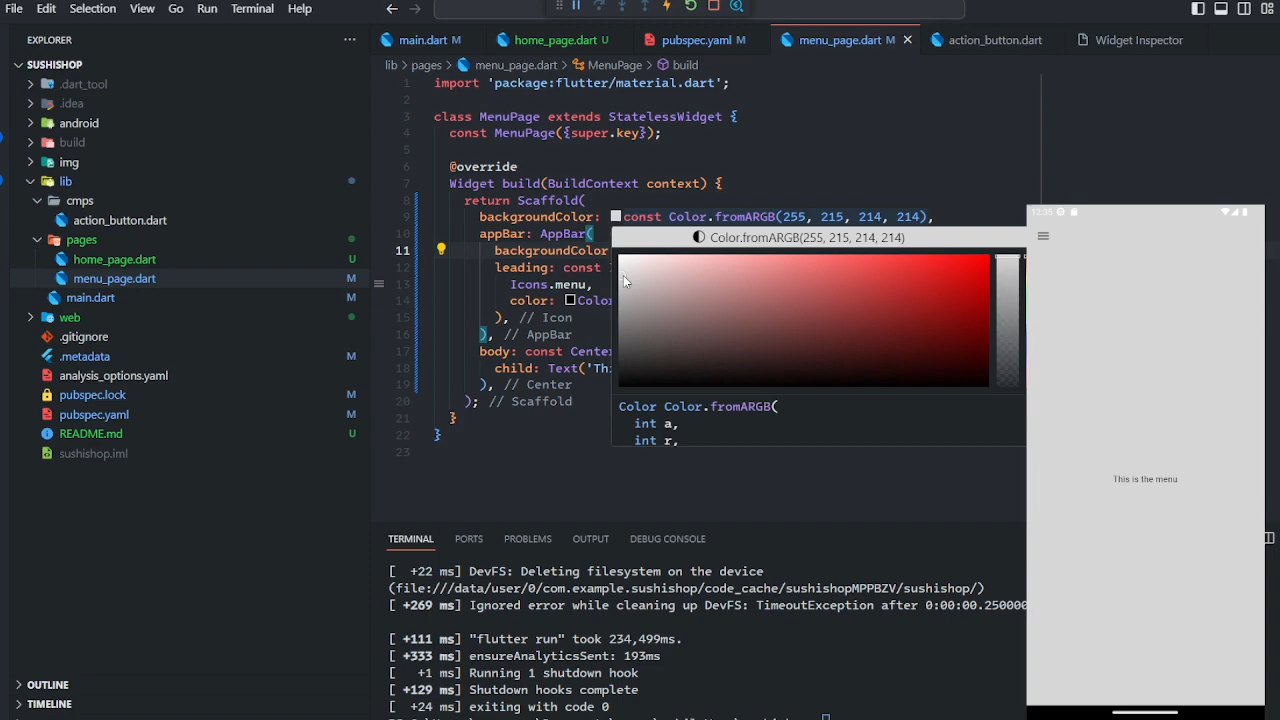 File Edit Selection View Go Run Terminal Help
EXPLORER
main.dart M
home_page.dart U
pubspec.yaml M
menu_page.dart M
action_button.dart
Widget Inspector
SUSHISHOP
.dart_tool
.idea
android
build
img
lib
cnps
action_button.dart
pages
home_page.dart U
menu_page.dart M
main.dart M
web
.gitignore
.metadata M
analysis_options.yaml
pubspec.lock M
pubspec.yaml M
README.md U
sushishop.iml
OUTLINE
TIMELINE
lib > pages > menu_page.dart > MenuPage > build
1 import 'package:flutter/material.dart';
2
3 class MenuPage extends StatelessWidget {
4 const MenuPage({super.key});
5
6 @override
7 Widget build(BuildContext context) {
8 return Scaffold(
9 backgroundColor: const Color.fromARGB(255, 215, 214, 214),
10 appBar: AppBar(
11 backgroundColor
12 leading: const
13 Icons.menu,
14 color: Colo
15 ), // Icon
16 ), // AppBar
17 body: const Center
18 child: Text('Thi
19 ), // Center
20 ); // Scaffold
21 }
22 }
23
Color.fromARGB(255, 215, 214, 214)
Color Color.fromARGB(
int a,
int r,
12:35
This is the menu
TERMINAL PORTS PROBLEMS OUTPUT DEBUG CONSOLE
[ +22 ms] DevFS: Deleting filesystem on the device
(file:///data/user/0/com.example.sushishop/code_cache/sushishopMPPBZV/sushishop/)
[ +269 ms] Ignored error while cleaning up DevFS: TimeoutException after 0:00:00.250000
[ +111 ms] "flutter run" took 234,499ms.
[ +333 ms] ensureAnalyticsSent: 193ms
[ +1 ms] Running 1 shutdown hook
[ +129 ms] Shutdown hooks complete
[ +24 ms] exiting with code 0